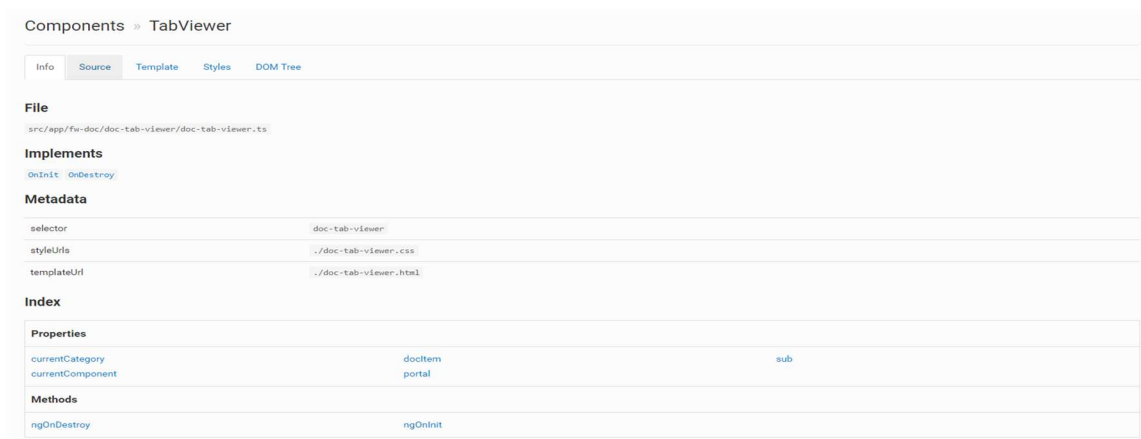 Components » TabViewer
Info Source Template Styles DOM Tree
File
src/app/fw-doc/doc-tab-viewer/doc-tab-viewer.ts
Implements
OnInit OnDestroy
Metadata
selector doc-tab-viewer
styleUrls ./doc-tab-viewer.css
templateUrl ./doc-tab-viewer.html
Index
Properties
currentCategory docItem sub
currentComponent portal
Methods
ngOnDestroy ngOnInit